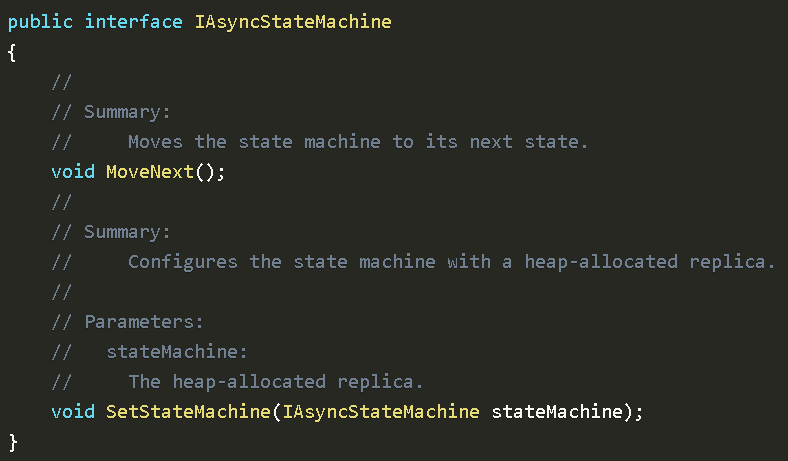 public interface IAsyncStateMachine
{
    //
    // Summary:
    //     Moves the state machine to its next state.
    void MoveNext();
    //
    // Summary:
    //     Configures the state machine with a heap-allocated replica.
    //
    // Parameters:
    //   stateMachine:
    //     The heap-allocated replica.
    void SetStateMachine(IAsyncStateMachine stateMachine);
}